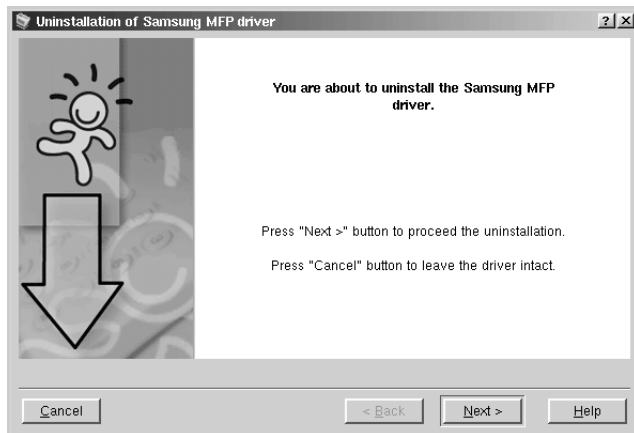 Uninstallation of Samsung MFP driver
You are about to uninstall the Samsung MFP
driver.
Press "Next >" button to proceed the uninstallation.
Press "Cancel" button to leave the driver intact.
Cancel
< Back
Next >
Help